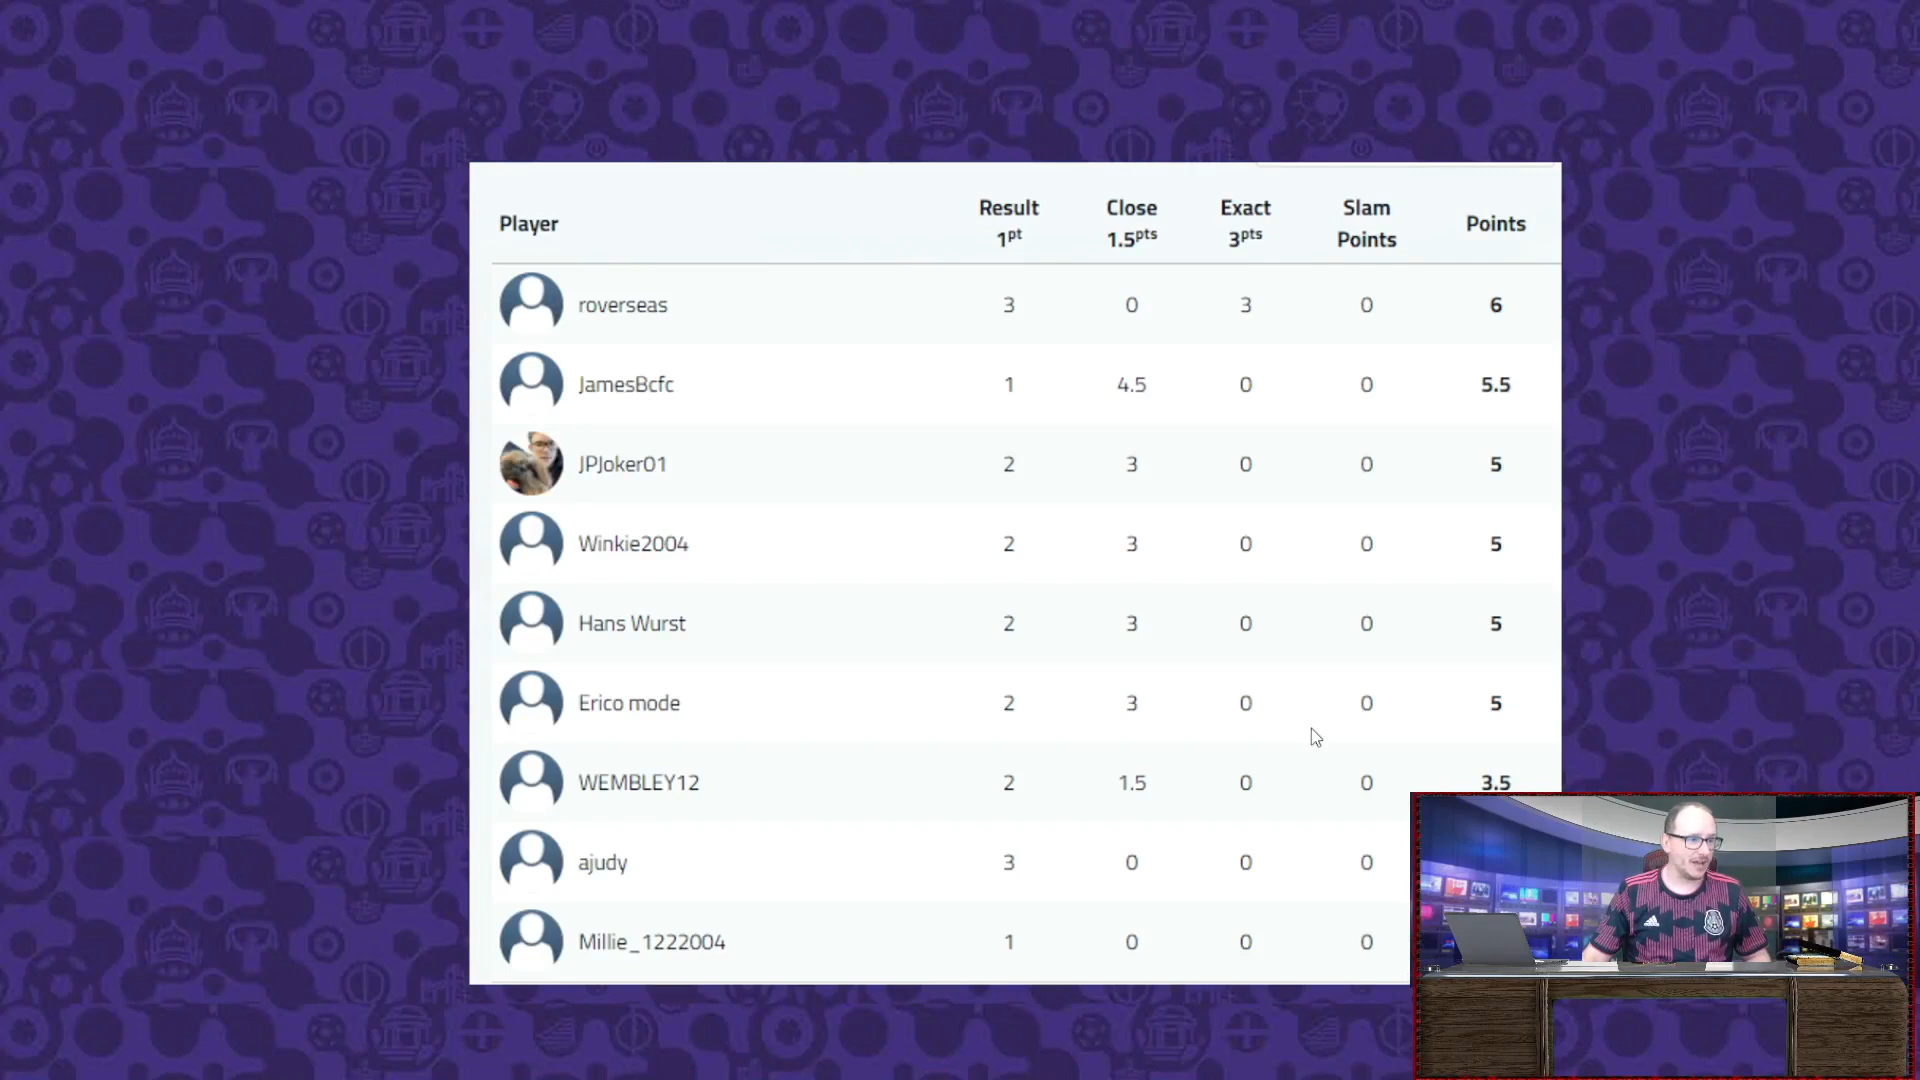 Player Result 1pt Close 1.5pts Exact 3pts Slam Points Points
roverseas 3 0 3 0 6
JamesBcfc 1 4.5 0 0 5.5
JPJoker01 2 3 0 0 5
Winkie2004 2 3 0 0 5
Hans Wurst 2 3 0 0 5
Erico mode 2 3 0 0 5
WEMBLEY12 2 1.5 0 0 3.5
ajudy 3 0 0 0
Millie_1222004 1 0 0 0